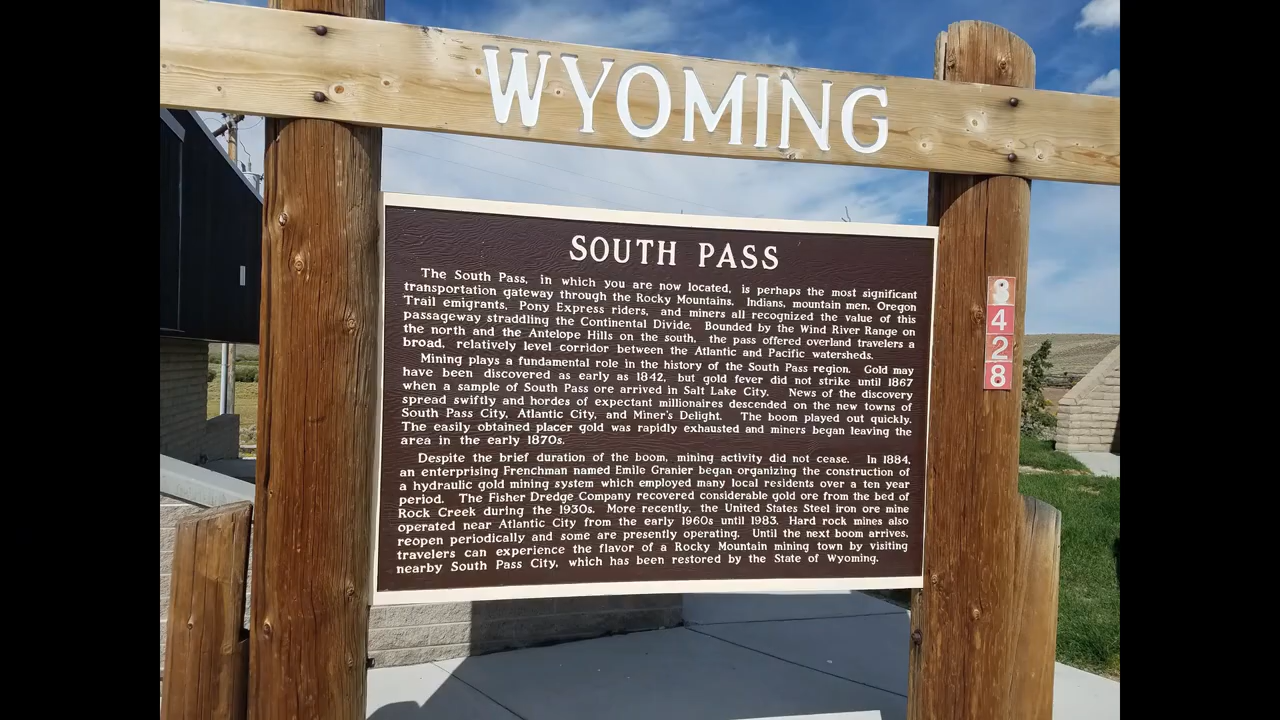 WYOMING
SOUTH PASS
The South Pass, in which you are now located, is perhaps the most significant
transportation gateway through the Rocky Mountains. Indians, mountain men, Oregon
Trail emigrants, Pony Express riders, and miners all recognized the value of this
passageway straddling the Continental Divide. Bounded by the Wind River Range on
the north and the Antelope Hills on the south, the pass offered overland travelers a
broad, relatively level corridor between the Atlantic and Pacific watersheds.
Mining plays a fundamental role in the history of the South Pass region. Gold may
have been discovered as early as 1842, but gold fever did not strike until 1867
when a sample of South Pass ore arrived in Salt Lake City. News of the discovery
spread swiftly and hordes of expectant millionaires descended on the new towns of
South Pass City, Atlantic City, and Miner's Delight. The boom played out quickly.
The easily obtained placer gold was rapidly exhausted and miners began leaving the
area in the early 1870s.
Despite the brief duration of the boom, mining activity did not cease. In 1884,
an enterprising Frenchman named Emile Granier began organizing the construction of
a hydraulic gold mining system which employed many local residents over a ten year
period. The Fisher Dredge Company recovered considerable gold ore from the bed of
Rock Creek during the 1930s. More recently, the United States Steel iron ore mine
operated near Atlantic City from the early 1960s until 1983. Hard rock mines also
reopen periodically and some are presently operating. Until the next boom arrives,
travelers can experience the flavor of a Rocky Mountain mining town by visiting
nearby South Pass City, which has been restored by the State of Wyoming.
8
4
2
8